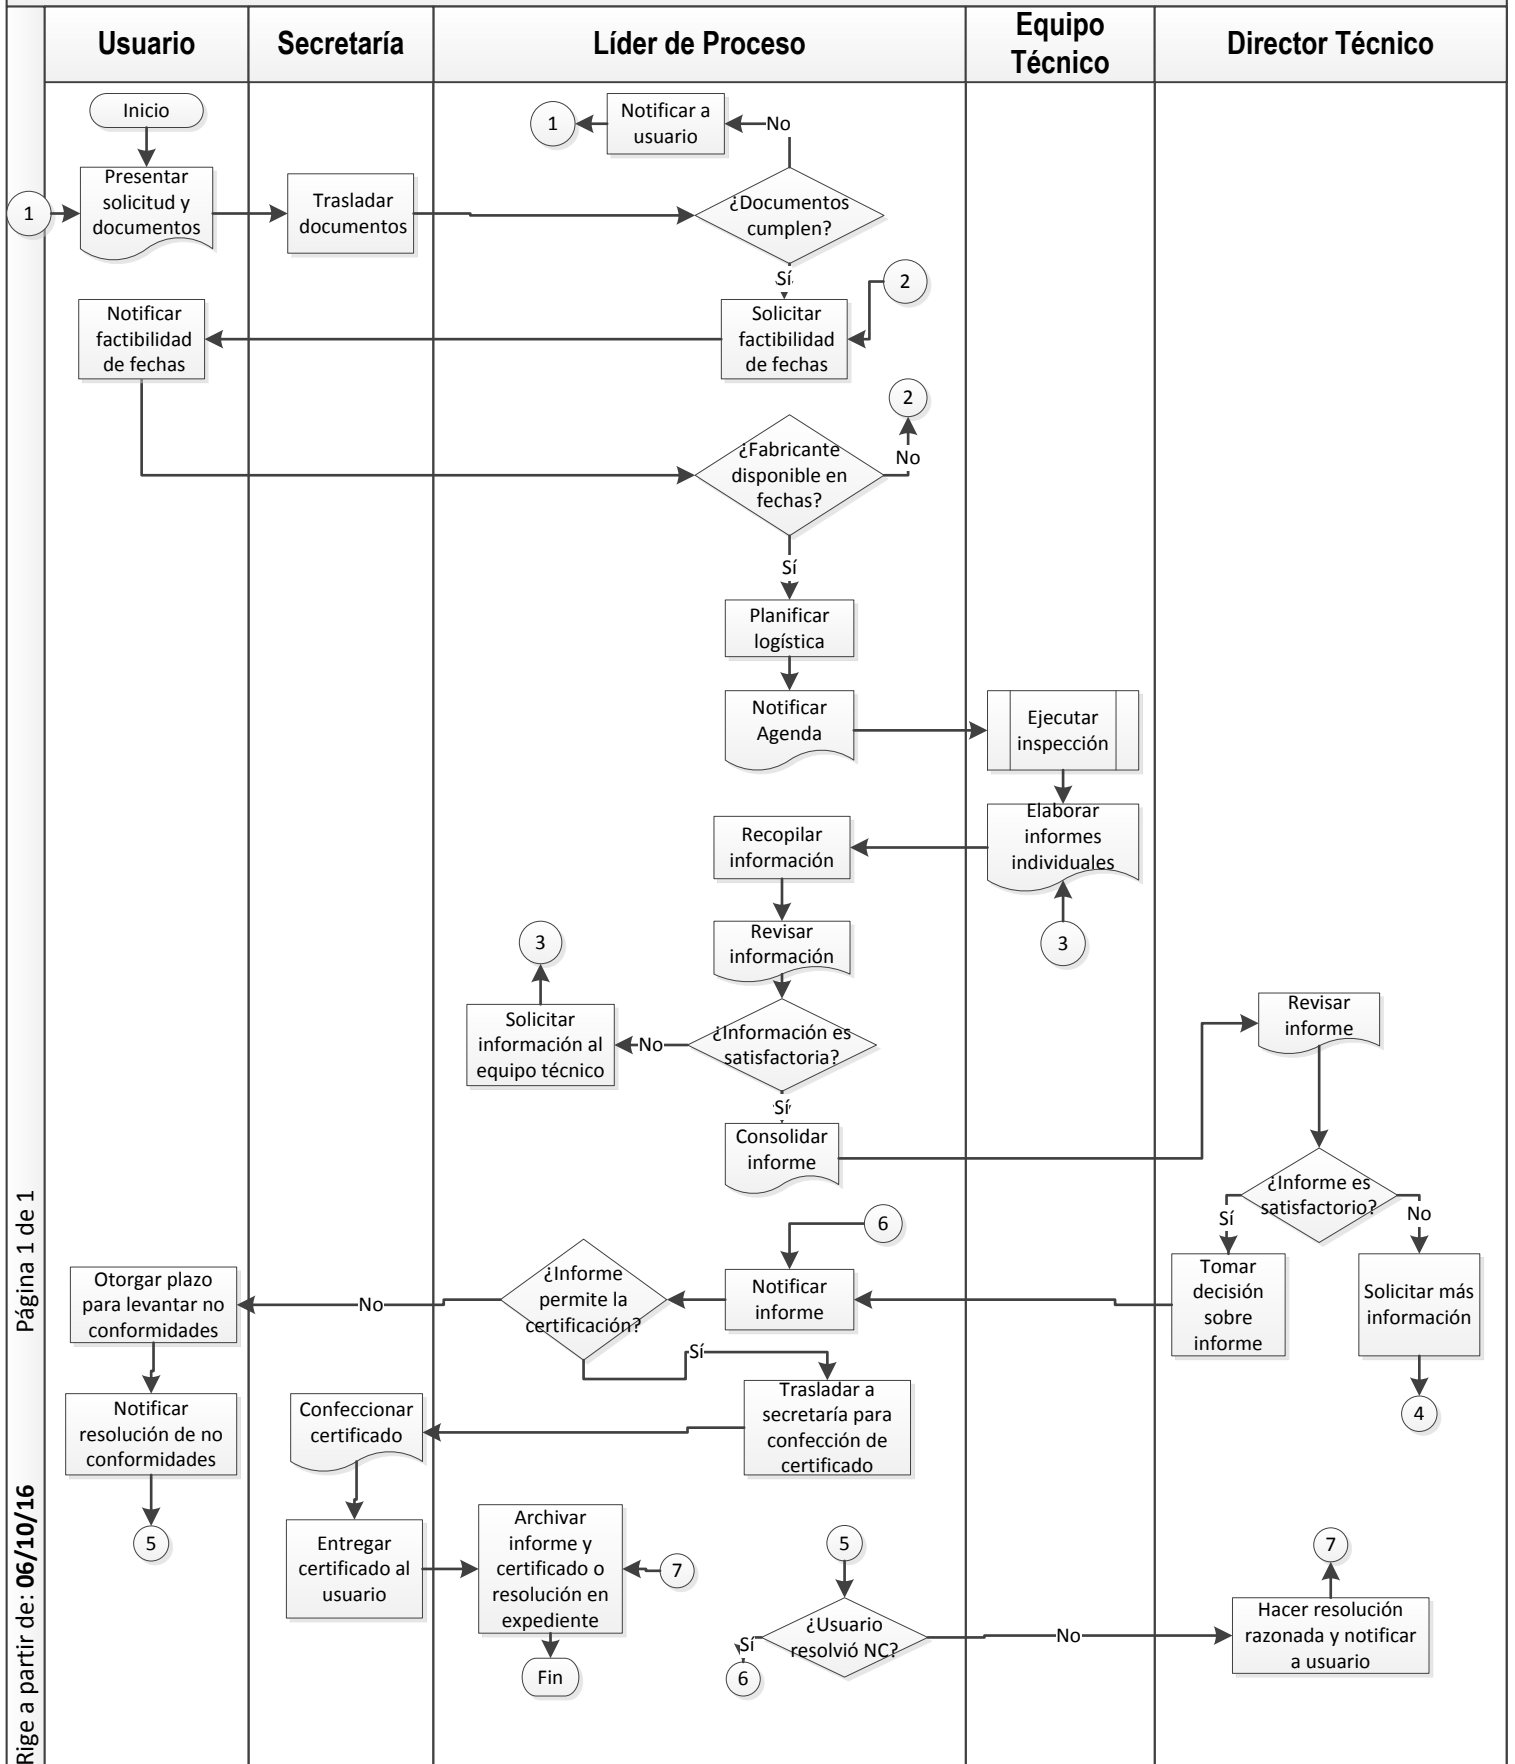 Usuario
Secretaría
Líder de Proceso
Equipo
Técnico
Director Técnico
Inicio
1
Notificar a
usuario
No
1
Presentar
solicitud y
documentos
Trasladar
documentos
¿Documentos
cumplen?
Sí
2
Notificar
factibilidad
de fechas
Solicitar
factibilidad
de fechas
2
No
¿Fabricante
disponible en
fechas?
Sí
Planificar
logística
Notificar
Agenda
Ejecutar
inspección
Elaborar
informes
individuales
3
Recopilar
información
Revisar
información
3
Solicitar
información al
equipo técnico
No
¿Información es
satisfactoria?
Sí
Consolidar
informe
Revisar
informe
¿Informe es
satisfactorio?
Sí
No
Tomar
decisión
sobre
informe
Solicitar más
información
4
6
Notificar
informe
¿Informe
permite la
certificación?
No
Sí
Otorgar plazo
para levantar no
conformidades
Notificar
resolución de no
conformidades
5
Trasladar a
secretaría para
confección de
certificado
Confeccionar
certificado
Entregar
certificado al
usuario
Archivar
informe y
certificado o
resolución en
expediente
7
Fin
5
¿Usuario
resolvió NC?
Sí
6
No
Hacer resolución
razonada y notificar
a usuario
7
Rige a partir de: 06/10/16 Página 1 de 1